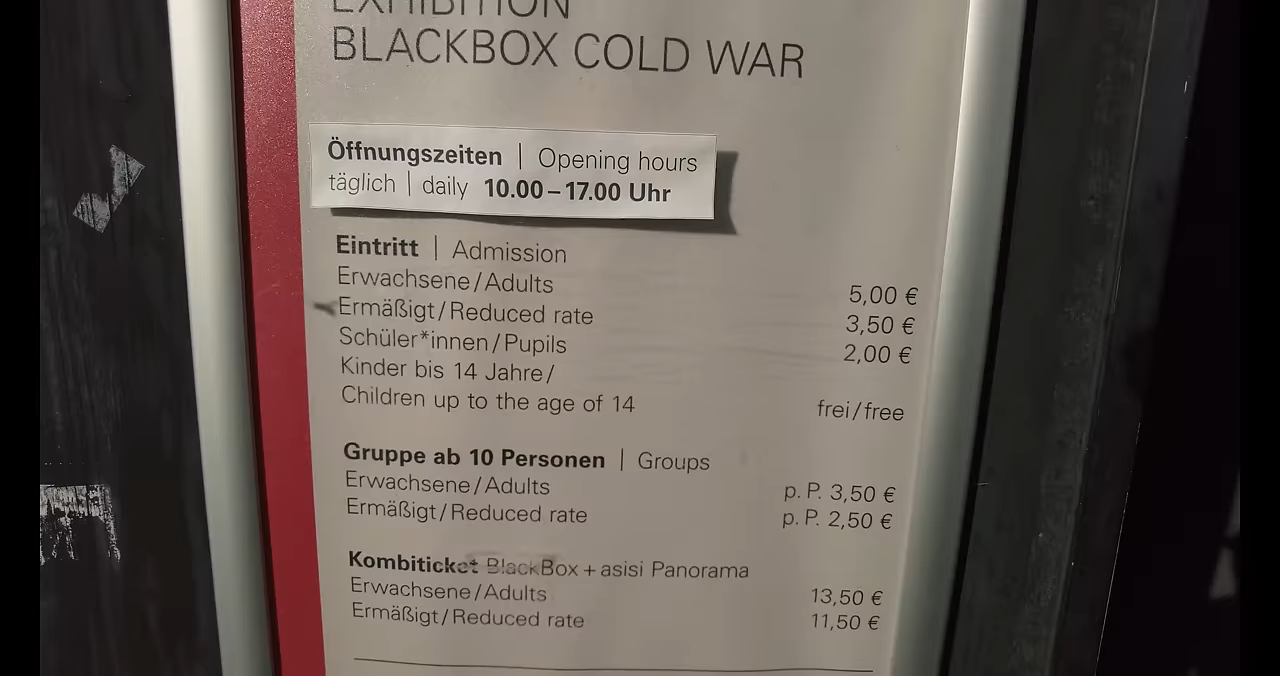 EXHIBITION
BLACKBOX COLD WAR
Öffnungszeiten | Opening hours
täglich | daily 10.00–17.00 Uhr
Eintritt | Admission
Erwachsene/Adults 5,00 €
Ermäßigt/Reduced rate 3,50 €
Schüler*innen/Pupils 2,00 €
Kinder bis 14 Jahre/
Children up to the age of 14 frei/free
Gruppe ab 10 Personen | Groups
Erwachsene/Adults p. P. 3,50 €
Ermäßigt/Reduced rate p. P. 2,50 €
Kombiticket BlackBox + asisi Panorama
Erwachsene/Adults 13,50 €
Ermäßigt/Reduced rate 11,50 €